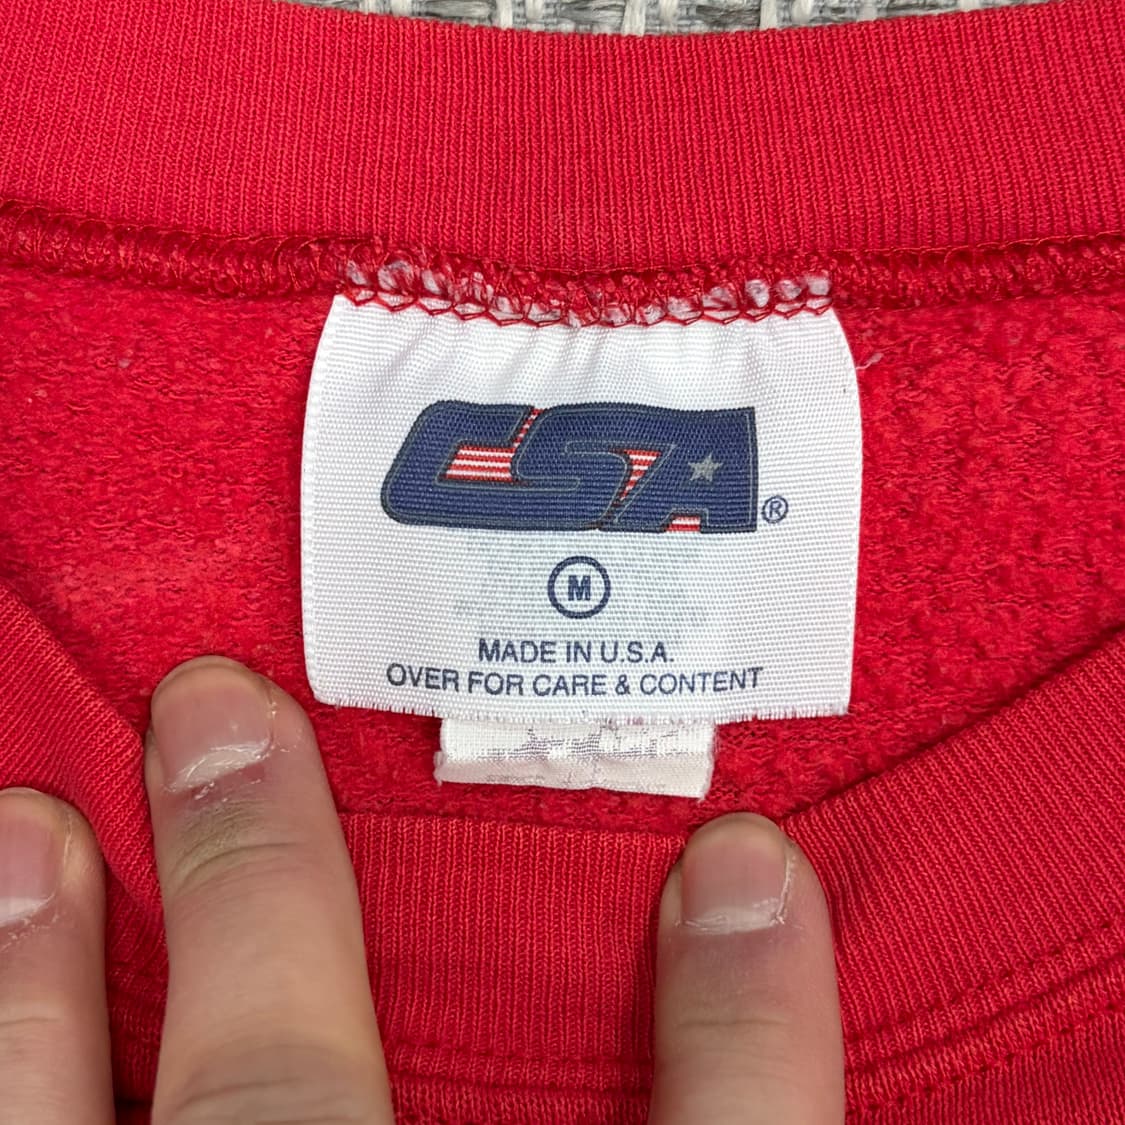 CSA®
M
MADE IN U.S.A.
OVER FOR CARE & CONTENT